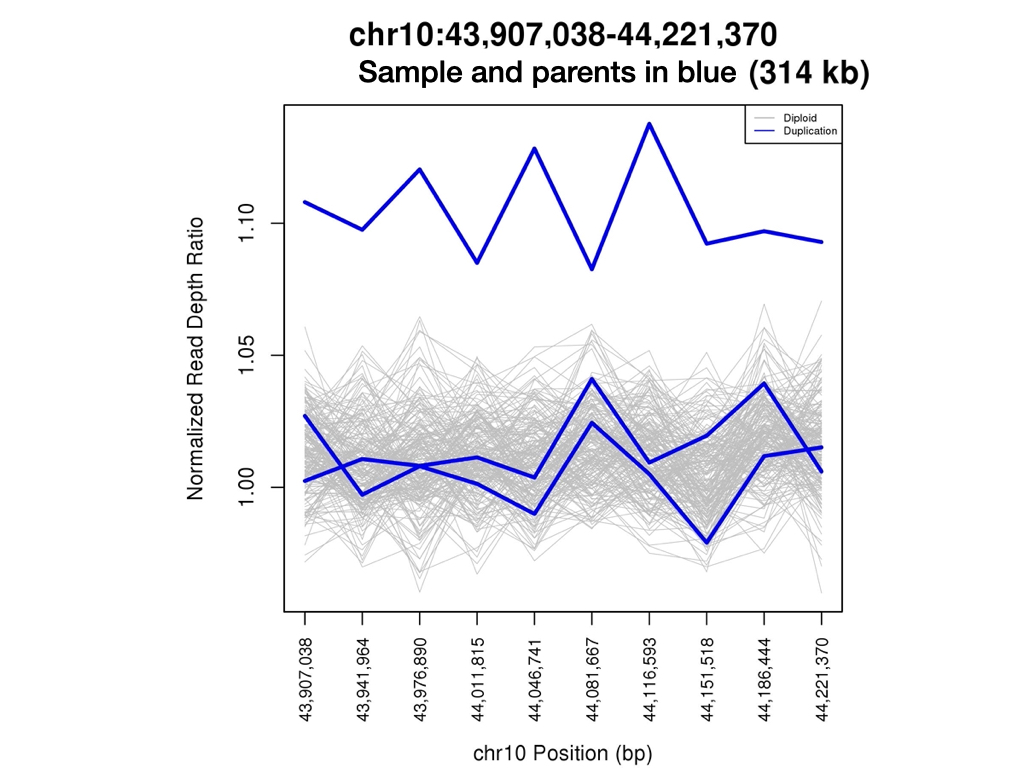 chr10:43,907,038-44,221,370
Sample and parents in blue (314 kb)
Diploid
Duplication
Normalized Read Depth Ratio
1.10
1.05
1.00
43,907,038
43,941,964
43,976,890
44,011,815
44,046,741
44,081,667
44,116,593
44,151,518
44,186,444
44,221,370
chr10 Position (bp)